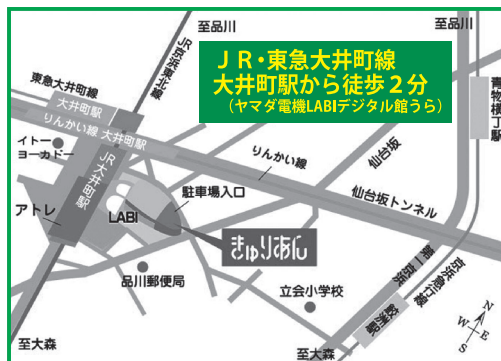 至品川
至品川
JR・東急大井町線
大井町駅から徒歩2分
(ヤマダ電機LABIデジタル館うら)
JR京浜東北線
東急大井町線
大井町駅
りんかい線 大井町駅
イトー
ヨーカドー
JR大井町駅
アトレ
LABI
駐車場入口
りんかい線
仙台坂
仙台坂トンネル
青物横丁駅
きゅりあん
品川郵便局
立会小学校
第一京浜
京浜急行線
鮫洲駅
至大森
至大森
N
W
E
S